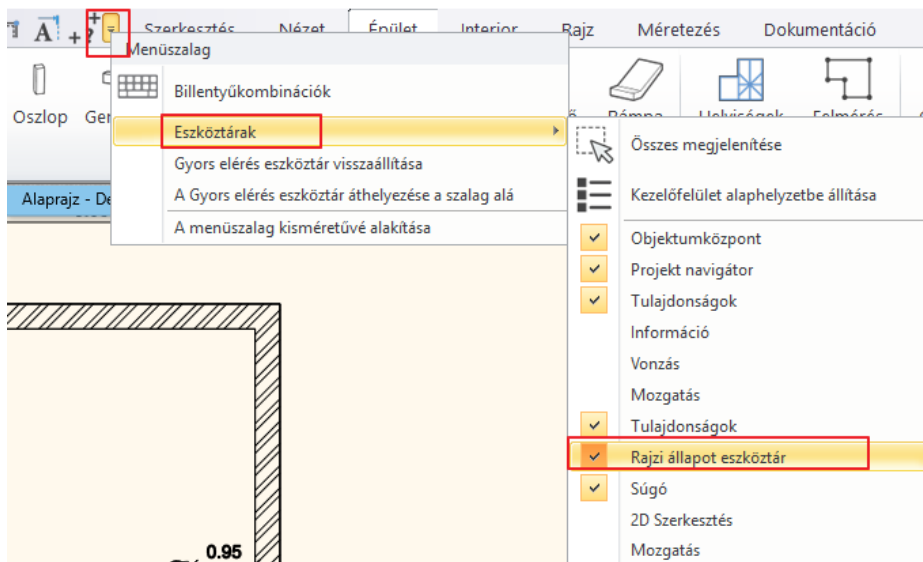 A
Szerkesztés Nézet Épület Interior Rajz Méretezés Dokumentáció
Menüszalag
Billentyűkombinációk
Oszlop
Helyiségek Felmérés
Eszköztárak
Összes megjelenítése
Gyors elérés eszköztár visszaállítása
A Gyors elérés eszköztár áthelyezése a szalag alá
Kezelőfelület alaphelyzetbe állítása
Alaprajz - De
A menüszalag kisméretűvé alakítása
Objektumközpont
Projekt navigátor
Tulajdonságok
Információ
Vonzás
Mozgatás
Tulajdonságok
Rajzi állapot eszköztár
Súgó
2D Szerkesztés
Mozgatás
0.95